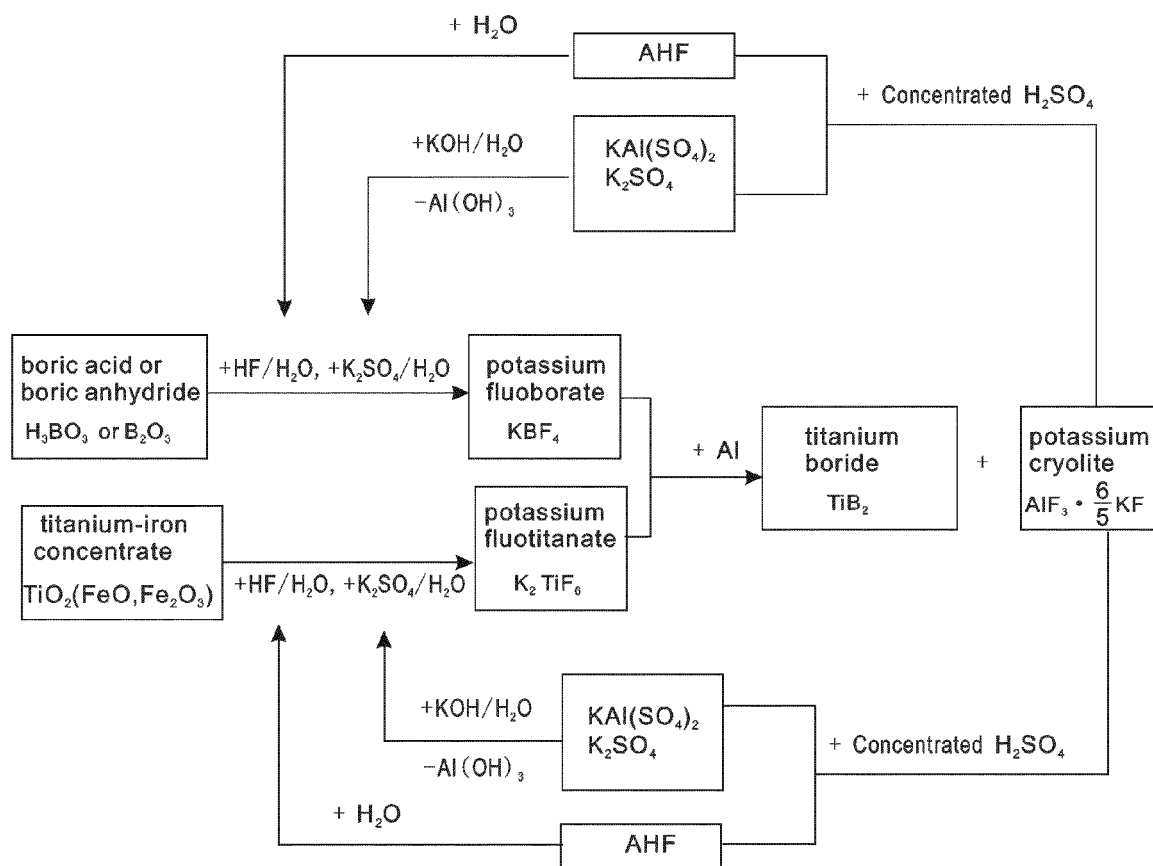 + H₂O
AHF
+ Concentrated H₂SO₄
+KOH/H₂O
−Al(OH)₃
KAl(SO₄)₂
K₂SO₄
boric acid or
boric anhydride
H₃BO₃ or B₂O₃
+HF/H₂O, +K₂SO₄/H₂O
potassium
fluoborate
KBF₄
+ Al
titanium
boride
TiB₂
+
potassium
cryolite
AlF₃ • 6/5 KF
titanium-iron
concentrate
TiO₂(FeO,Fe₂O₃)
+HF/H₂O, +K₂SO₄/H₂O
potassium
fluotitanate
K₂ TiF₆
+KOH/H₂O
−Al(OH)₃
KAl(SO₄)₂
K₂SO₄
+ Concentrated H₂SO₄
+ H₂O
AHF